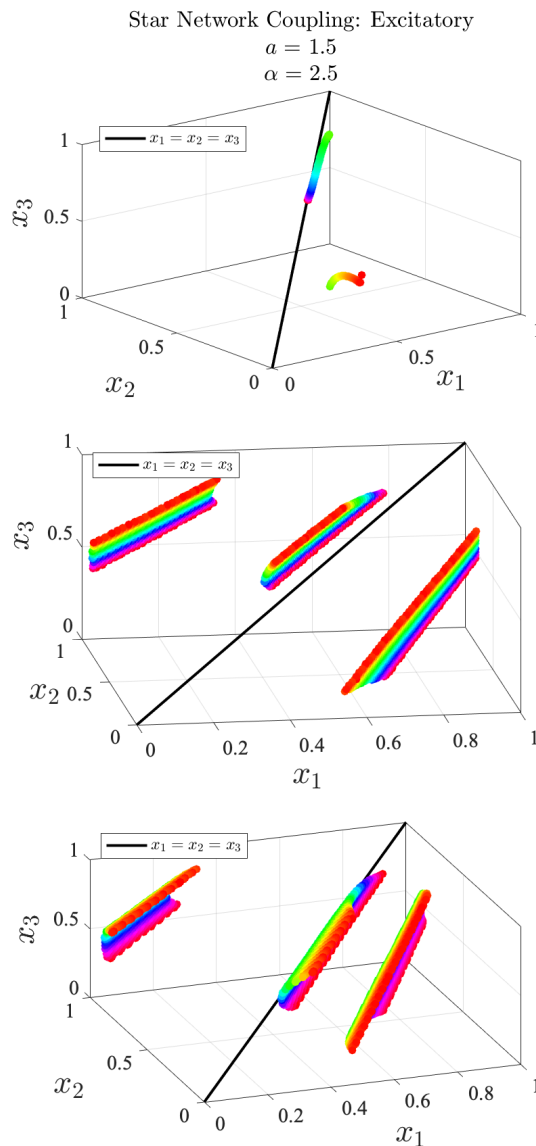 Star Network Coupling: Excitatory
a = 1.5
α = 2.5
x₁ = x₂ = x₃
1
0.5
0
x₃
1
0.5
0
x₂
0
0.5
1
x₁
x₁ = x₂ = x₃
1
0.5
0
x₃
1
0.5
0
x₂
0
0.2
0.4
0.6
0.8
1
x₁
x₁ = x₂ = x₃
1
0.5
0
x₃
1
0.5
0
x₂
0
0.2
0.4
0.6
0.8
1
x₁